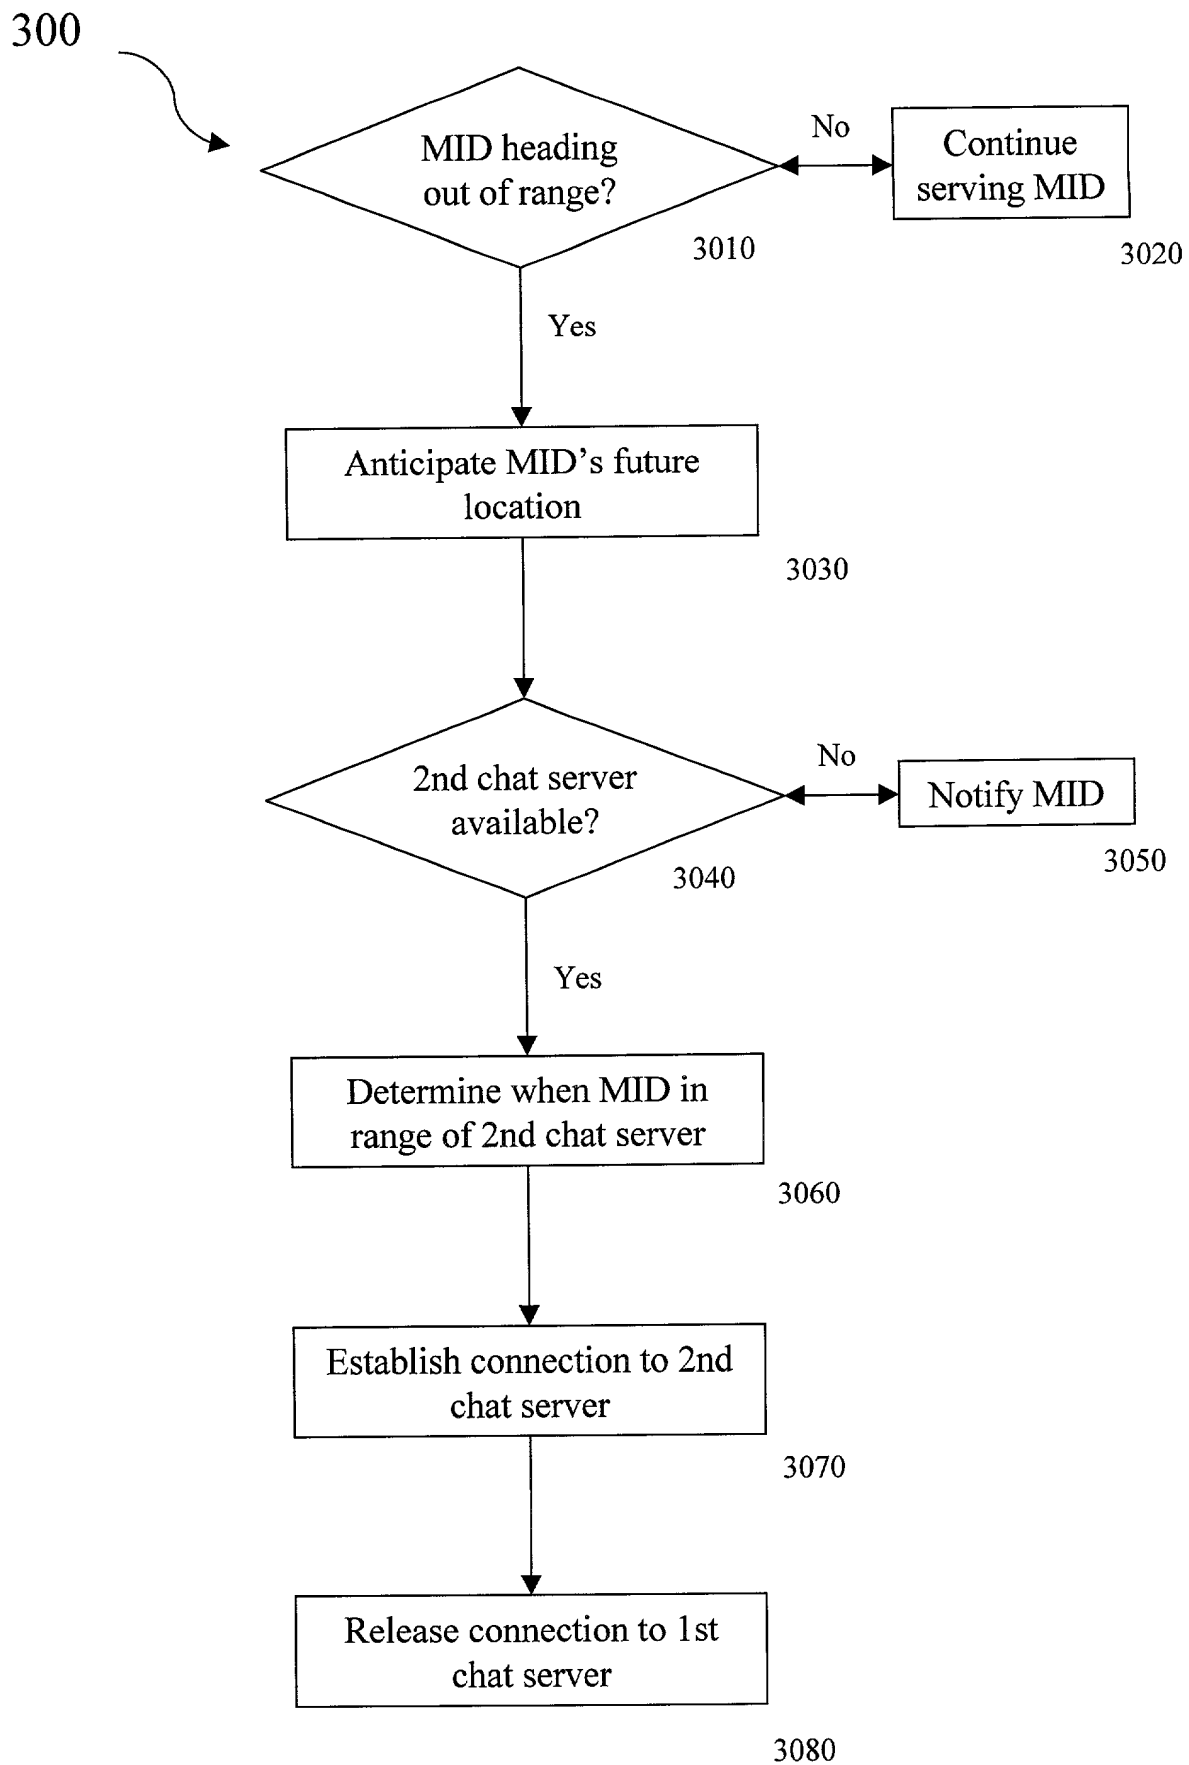 300
MID heading
out of range?
No
Continue
serving MID
3010
3020
Yes
Anticipate MID's future
location
3030
2nd chat server
available?
No
Notify MID
3040
3050
Yes
Determine when MID in
range of 2nd chat server
3060
Establish connection to 2nd
chat server
3070
Release connection to 1st
chat server
3080